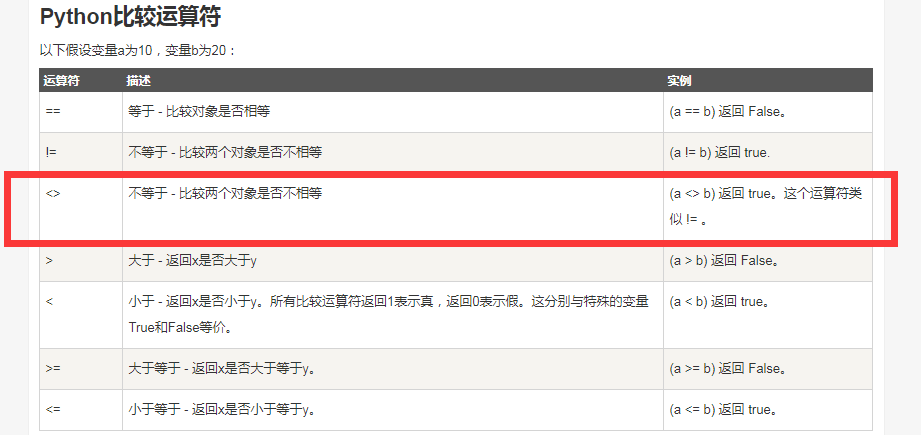 Python比较运算符
以下假设变量a为10，变量b为20：
运算符 描述 实例
== 等于 - 比较对象是否相等 (a == b) 返回 False。
!= 不等于 - 比较两个对象是否不相等 (a != b) 返回 true.
<> 不等于 - 比较两个对象是否不相等 (a <> b) 返回 true。这个运算符类
似 != 。
> 大于 - 返回x是否大于y (a > b) 返回 False。
< 小于 - 返回x是否小于y。所有比较运算符返回1表示真，返回0表示假。这分别与特殊的变量 (a < b) 返回 true。
True和False等价。
>= 大于等于 - 返回x是否大于等于y。 (a >= b) 返回 False。
<= 小于等于 - 返回x是否小于等于y。 (a <= b) 返回 true。